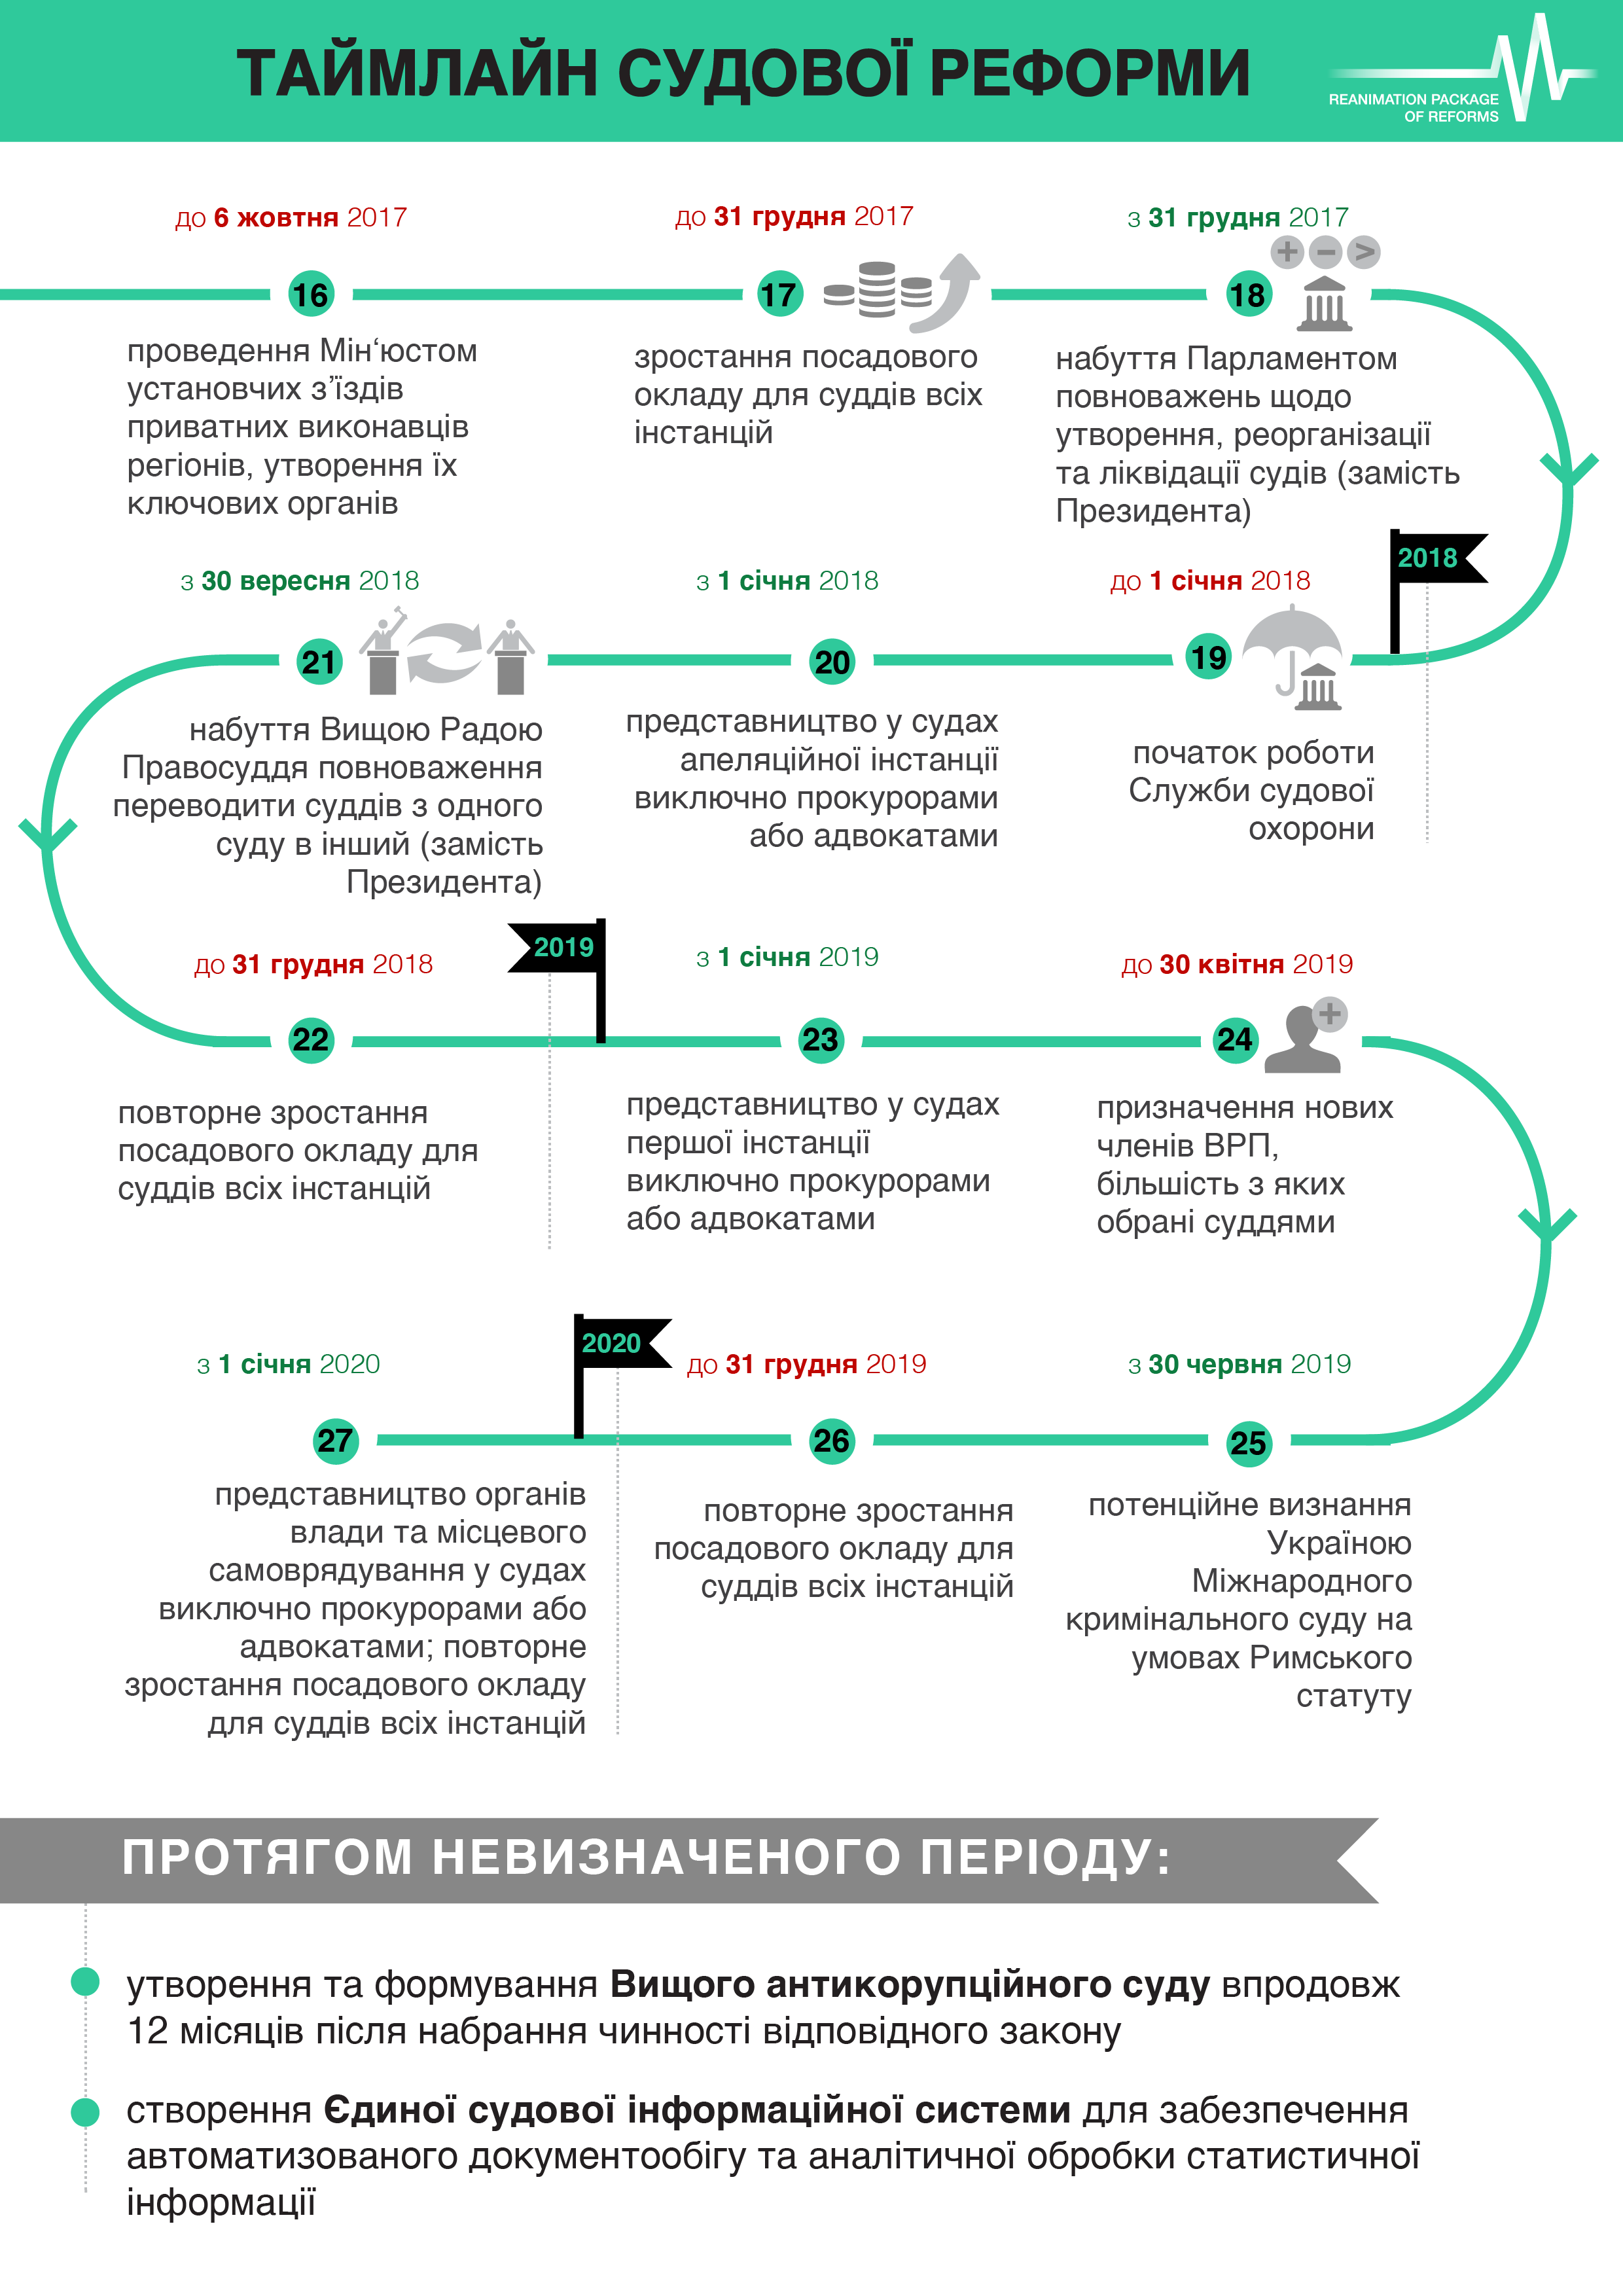 ТАЙМЛАЙН СУДОВОЇ РЕФОРМИ
REANIMATION PACKAGE
OF REFORMS
до 6 жовтня 2017
16
проведення Мін‘юстом
установчих з’їздів
приватних виконавців
регіонів, утворення їх
ключових органів
до 31 грудня 2017
17
зростання посадового
окладу для суддів всіх
інстанцій
з 31 грудня 2017
+ − >
18
набуття Парламентом
повноважень щодо
утворення, реорганізації
та ліквідації судів (замість
Президента)
2018
до 1 січня 2018
19
початок роботи
Служби судової
охорони
з 1 січня 2018
20
представництво у судах
апеляційної інстанції
виключно прокурорами
або адвокатами
з 30 вересня 2018
21
набуття Вищою Радою
Правосуддя повноваження
переводити суддів з одного
суду в інший (замість
Президента)
до 31 грудня 2018
22
повторне зростання
посадового окладу для
суддів всіх інстанцій
2019
з 1 січня 2019
23
представництво у судах
першої інстанції
виключно прокурорами
або адвокатами
до 30 квітня 2019
24
+
призначення нових
членів ВРП,
більшість з яких
обрані суддями
з 30 червня 2019
25
потенційне визнання
Україною
Міжнародного
кримінального суду на
умовах Римського
статуту
до 31 грудня 2019
26
повторне зростання
посадового окладу для
суддів всіх інстанцій
2020
з 1 січня 2020
27
представництво органів
влади та місцевого
самоврядування у судах
виключно прокурорами або
адвокатами; повторне
зростання посадового окладу
для суддів всіх інстанцій
ПРОТЯГОМ НЕВИЗНАЧЕНОГО ПЕРІОДУ:
утворення та формування Вищого антикорупційного суду впродовж
12 місяців після набрання чинності відповідного закону
створення Єдиної судової інформаційної системи для забезпечення
автоматизованого документообігу та аналітичної обробки статистичної
інформації